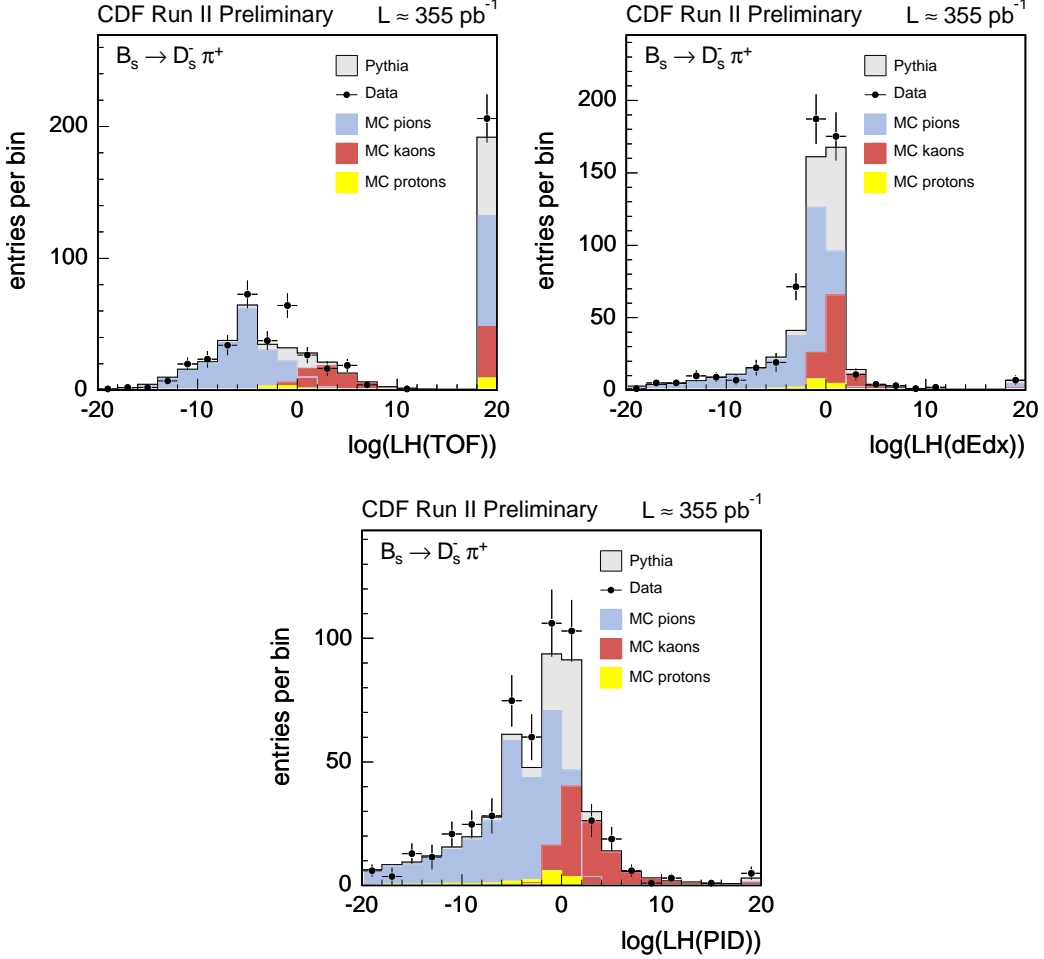 CDF Run II Preliminary L ≈ 355 pb⁻¹
Bₛ → Dₛ⁻ π⁺
Pythia
Data
MC pions
MC kaons
MC protons
entries per bin
200
100
0
-20 -10 0 10 20
log(LH(TOF))
CDF Run II Preliminary L ≈ 355 pb⁻¹
Bₛ → Dₛ⁻ π⁺
Pythia
Data
MC pions
MC kaons
MC protons
entries per bin
200
150
100
50
0
-20 -10 0 10 20
log(LH(dEdx))
CDF Run II Preliminary L ≈ 355 pb⁻¹
Bₛ → Dₛ⁻ π⁺
Pythia
Data
MC pions
MC kaons
MC protons
entries per bin
100
50
0
-20 -10 0 10 20
log(LH(PID))